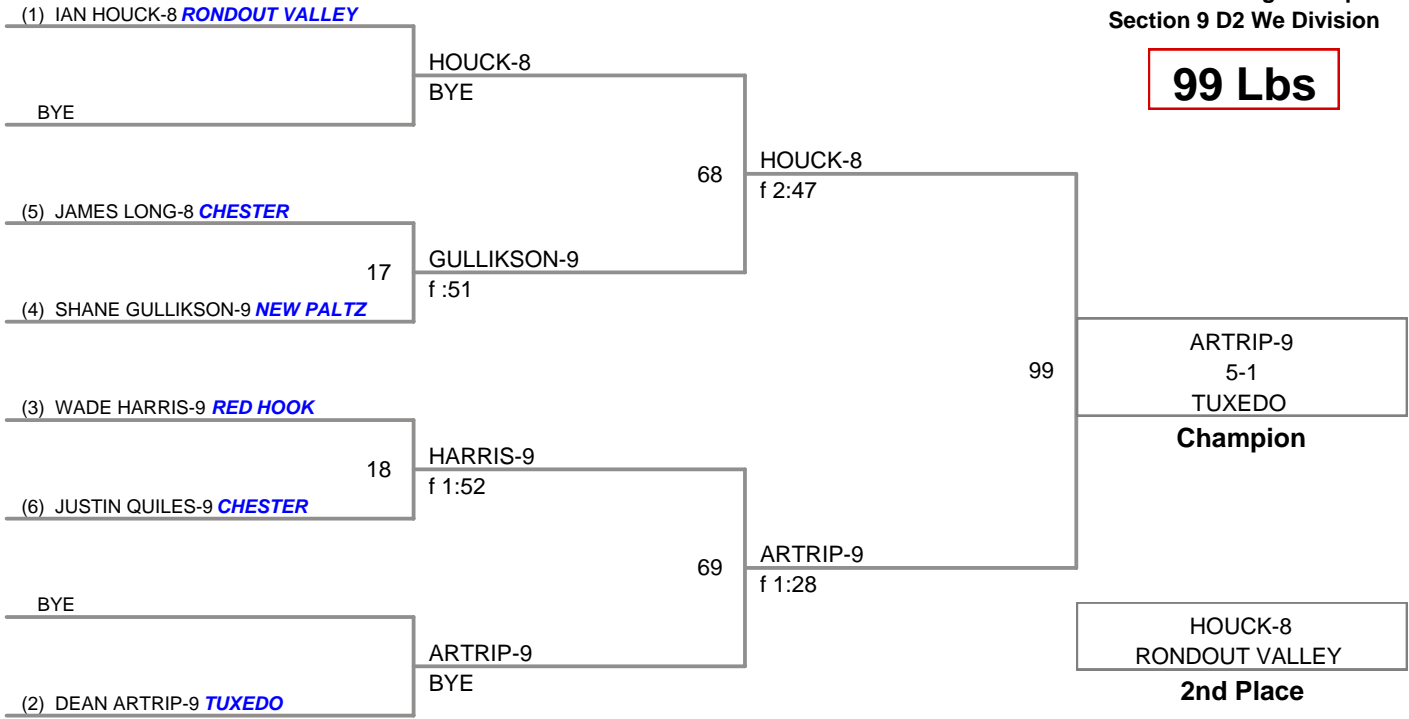 (1) IAN HOUCK-8 RONDOUT VALLEY
Section 9 D2 We Division
99 Lbs
HOUCK-8
BYE
BYE
HOUCK-8
68
f 2:47
(5) JAMES LONG-8 CHESTER
17
GULLIKSON-9
f :51
(4) SHANE GULLIKSON-9 NEW PALTZ
99
ARTRIP-9
5-1
TUXEDO
Champion
(3) WADE HARRIS-9 RED HOOK
18
HARRIS-9
f 1:52
(6) JUSTIN QUILES-9 CHESTER
69
ARTRIP-9
f 1:28
BYE
ARTRIP-9
BYE
(2) DEAN ARTRIP-9 TUXEDO
HOUCK-8
RONDOUT VALLEY
2nd Place